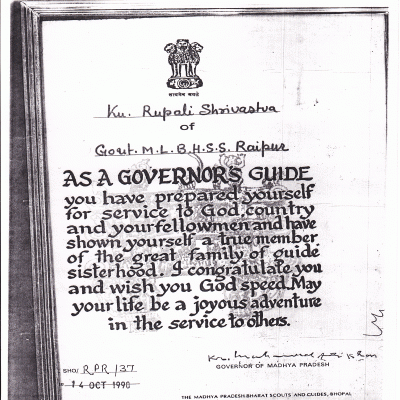 सत्यमेव जयते
Ku. Rupali Shrivastva
of
Govt. M.L.B.H.S.S. Raipur
AS A GOVERNOR'S GUIDE
you have prepared yourself
for service to God, country
and your fellowmen and have
shown yourself a true member
of the great family of guide
sisterhood. I congratulate you
and wish you God speed. May
your life be a joyous adventure
in the service to others.
GOVERNOR OF MADHYA PRADESH
SHO/ RPR/37
14 OCT 1990
THE MADHYA PRADESH BHARAT SCOUTS AND GUIDES, BHOPAL